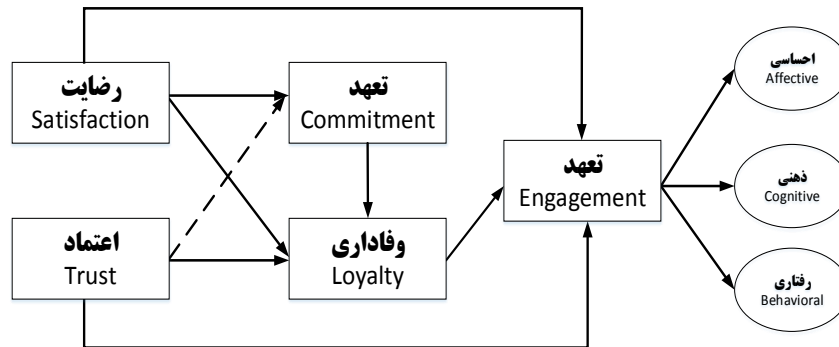 رضایت
Satisfaction
تعهد
Commitment
اعتماد
Trust
وفاداری
Loyalty
تعهد
Engagement
احساسی
Affective
ذهنی
Cognitive
رفتاری
Behavioral